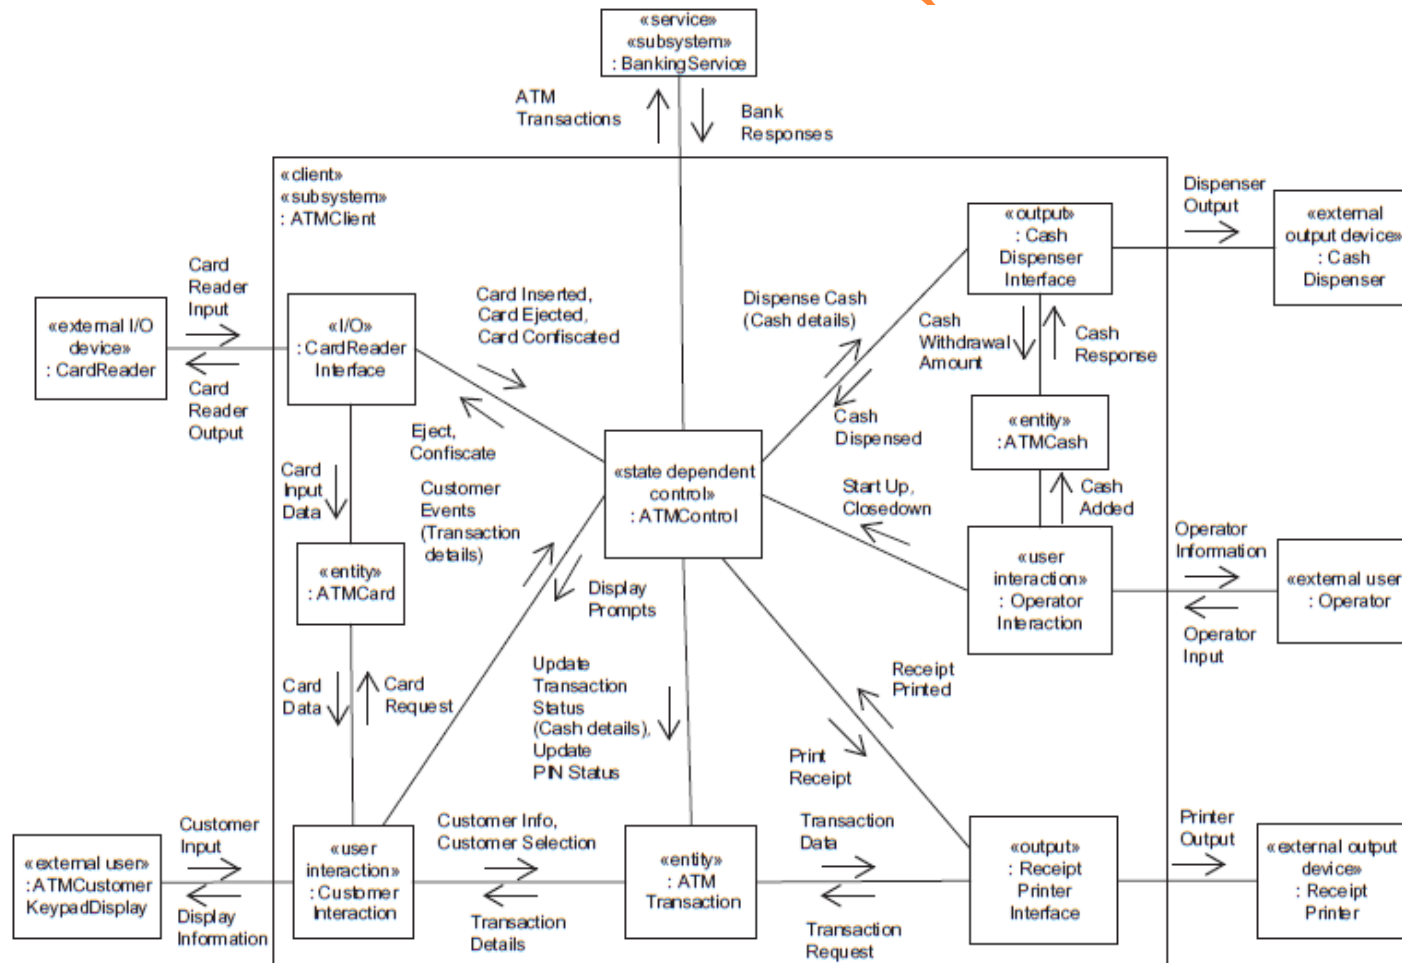 «service»
«subsystem»
: BankingService
ATM
Transactions
Bank
Responses
«client»
«subsystem»
: ATMClient
Dispenser
Output
«output»
: Cash
Dispenser
Interface
«external
output device»
: Cash
Dispenser
Card
Reader
Input
«external I/O
device»
: CardReader
Card
Reader
Output
«I/O»
: CardReader
Interface
Card Inserted,
Card Ejected,
Card Confiscated
Eject,
Confiscate
Dispense Cash
(Cash details)
Cash
Dispensed
Cash
Withdrawal
Amount
Cash
Response
«entity»
:ATMCash
Cash
Added
«state dependent
control»
: ATMControl
Start Up,
Closedown
Card
Input
Data
Customer
Events
(Transaction
details)
Display
Prompts
«entity»
: ATMCard
«user
interaction»
: Operator
Interaction
Operator
Information
«external user»
: Operator
Operator
Input
Card
Data
Card
Request
Update
Transaction
Status
(Cash details),
Update
PIN Status
Receipt
Printed
Print
Receipt
Customer
Input
«external user»
:ATMCustomer
KeypadDisplay
Display
Information
«user
interaction»
: Customer
Interaction
Customer Info,
Customer Selection
Transaction
Details
«entity»
: ATM
Transaction
Transaction
Data
Transaction
Request
«output»
: Receipt
Printer
Interface
Printer
Output
«external output
device»
: Receipt
Printer